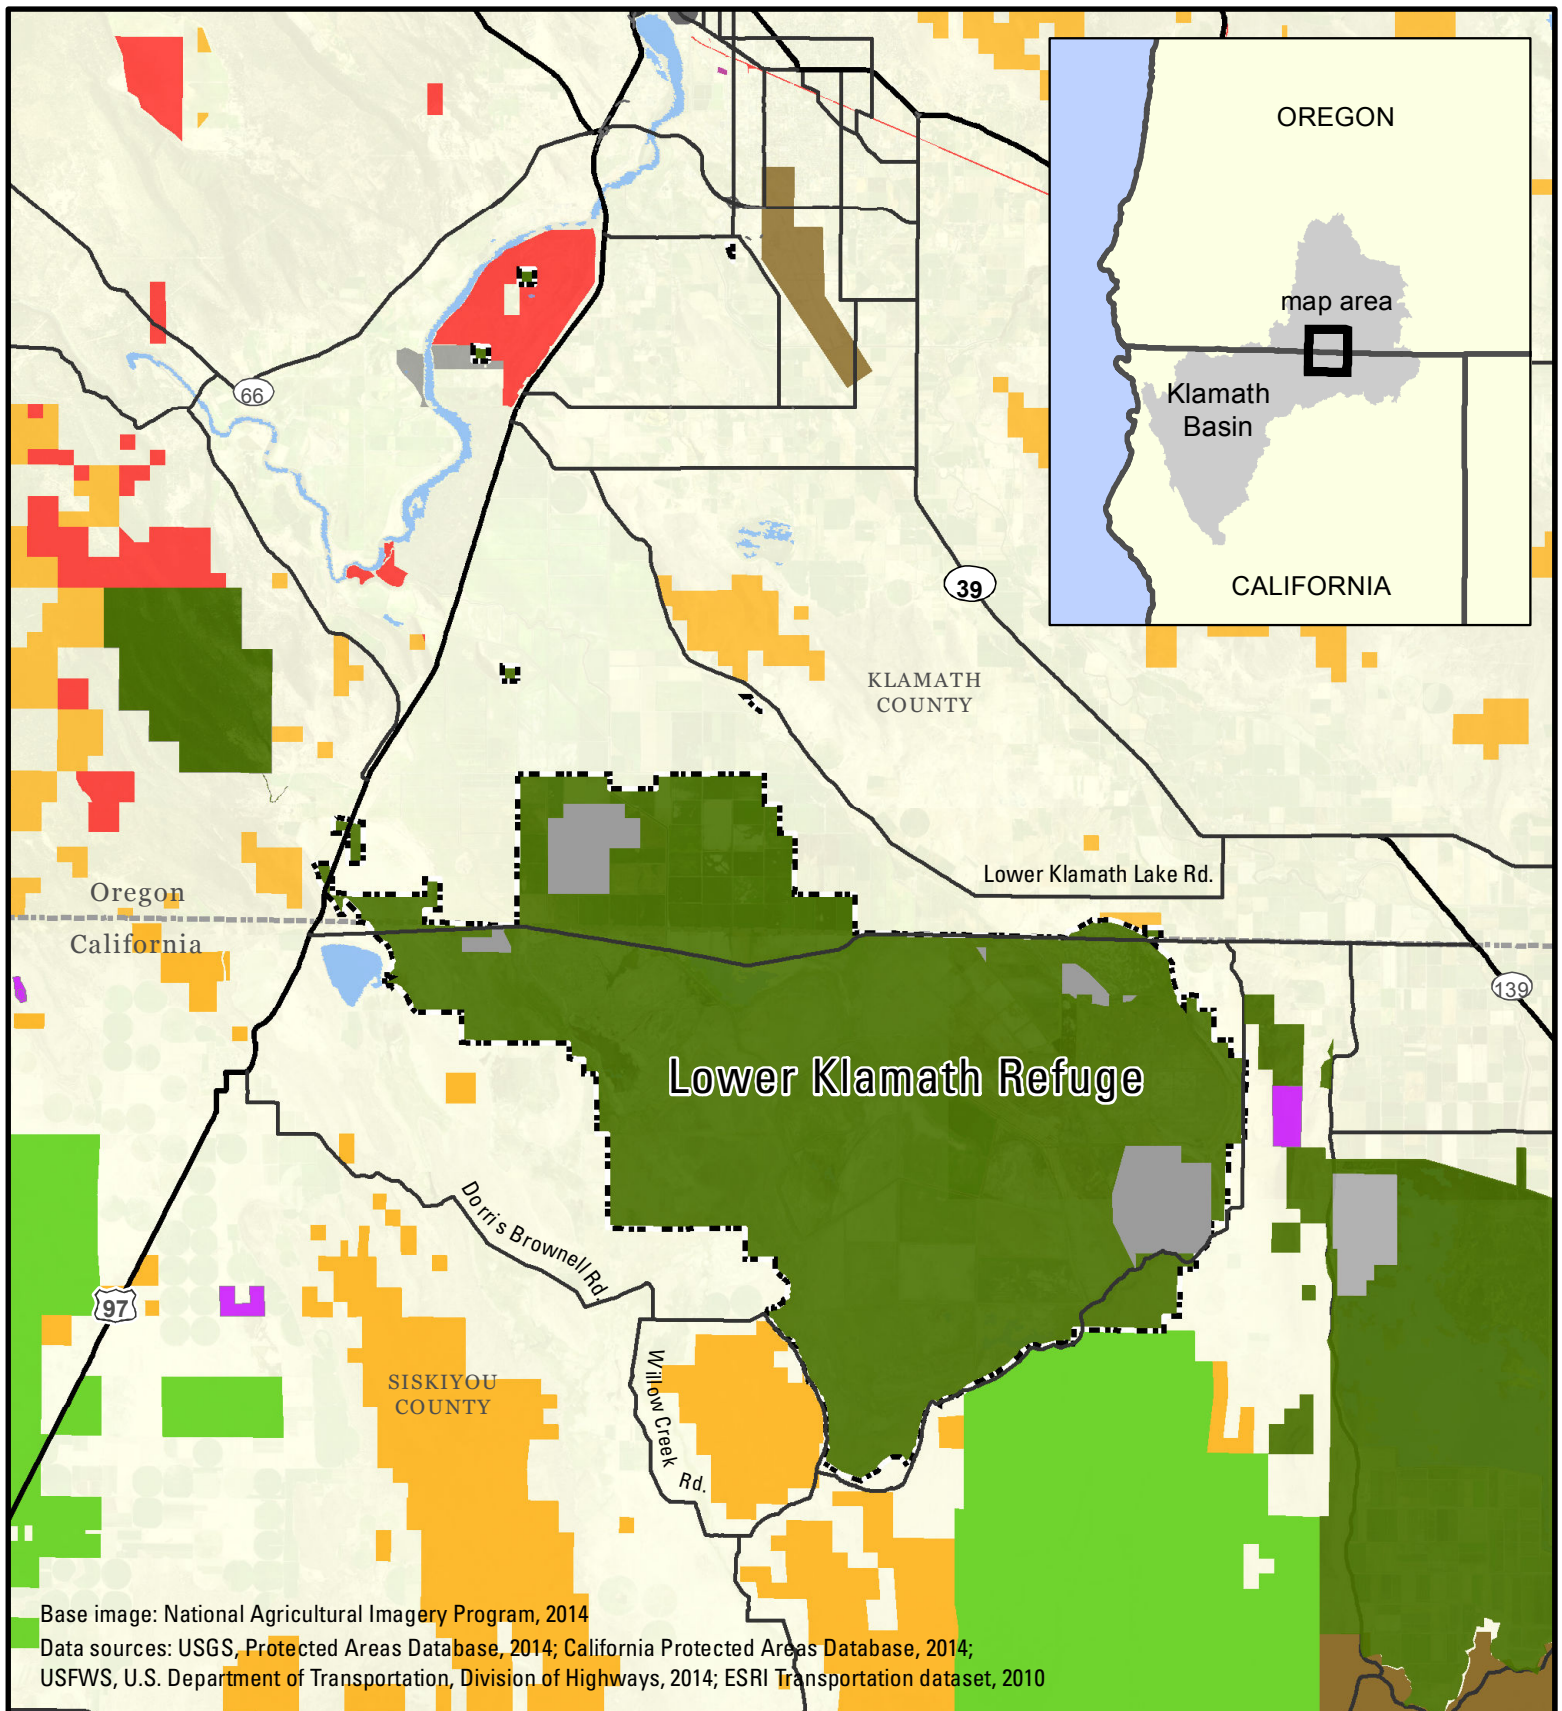 OREGON
map area
Klamath
Basin
CALIFORNIA
66
39
KLAMATH
COUNTY
Lower Klamath Lake Rd.
Oregon
California
139
Lower Klamath Refuge
Dorris Brownell Rd.
97
Willow Creek Rd.
SISKIYOU
COUNTY
Base image: National Agricultural Imagery Program, 2014
Data sources: USGS, Protected Areas Database, 2014; California Protected Areas Database, 2014;
USFWS, U.S. Department of Transportation, Division of Highways, 2014; ESRI Transportation dataset, 2010